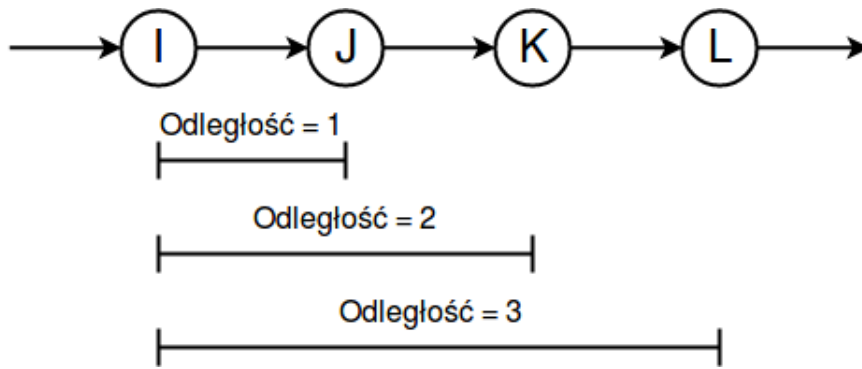 I J K L
Odległość = 1
Odległość = 2
Odległość = 3